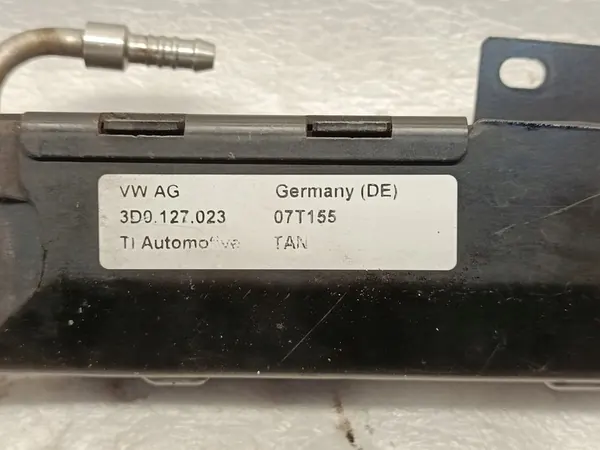 VW AG Germany (DE)
3D0.127.023 07T155
TI Automotive TAN